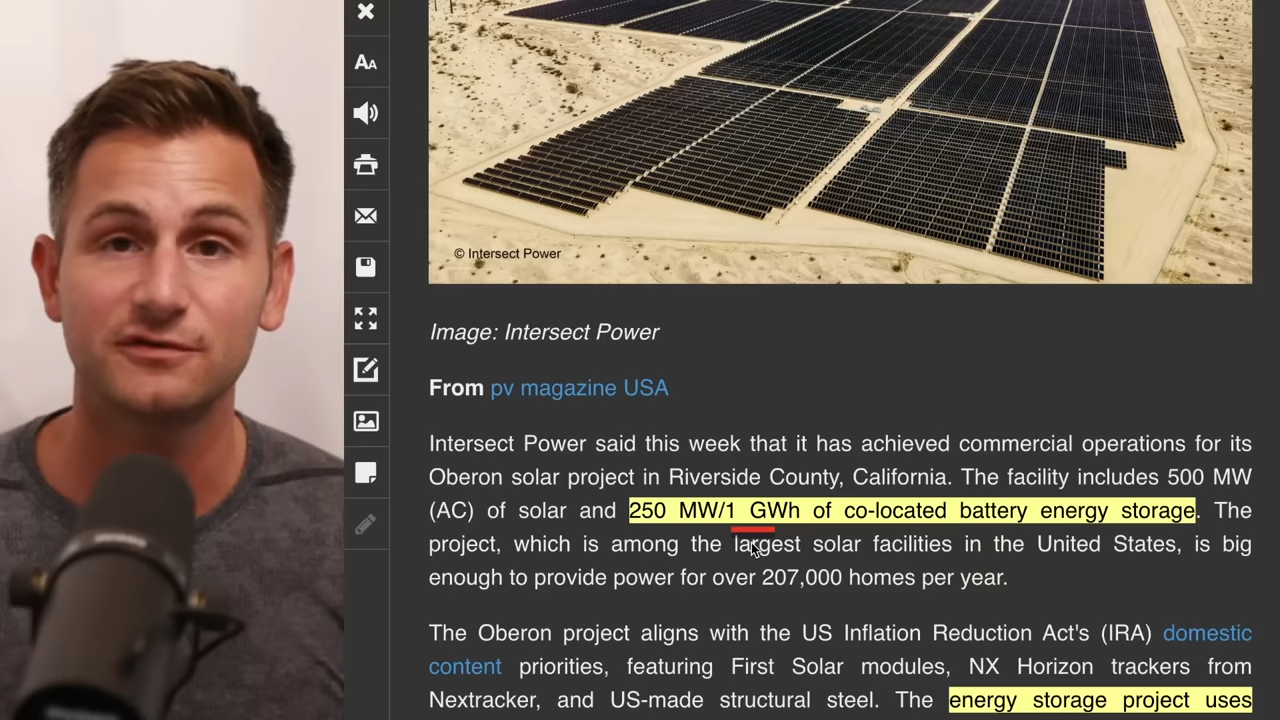 © Intersect Power
Image: Intersect Power
From pv magazine USA
Intersect Power said this week that it has achieved commercial operations for its
Oberon solar project in Riverside County, California. The facility includes 500 MW
(AC) of solar and 250 MW/1 GWh of co-located battery energy storage. The
project, which is among the largest solar facilities in the United States, is big
enough to provide power for over 207,000 homes per year.
The Oberon project aligns with the US Inflation Reduction Act's (IRA) domestic
content priorities, featuring First Solar modules, NX Horizon trackers from
Nextracker, and US-made structural steel. The energy storage project uses